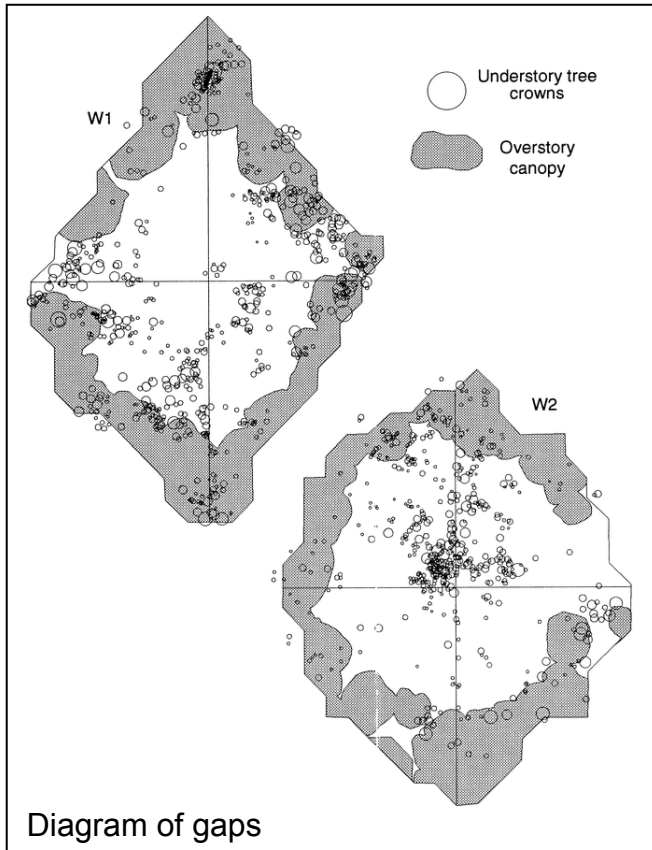 W1
Understory tree
crowns
Overstory
canopy
W2
Diagram of gaps